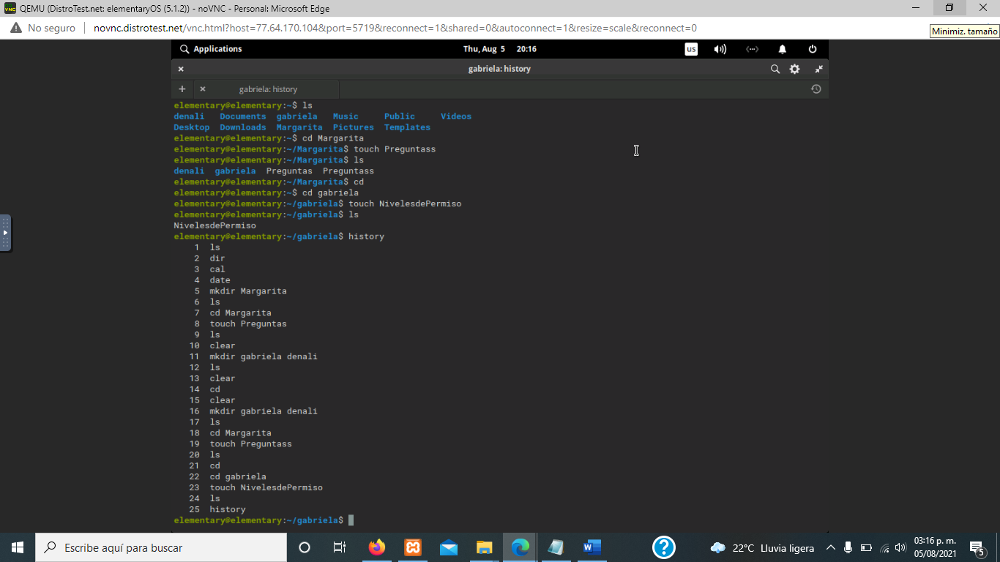 QEMU (DistroTest.net: elementaryOS (5.1.2)) - noVNC - Personal: Microsoft Edge
No seguro novnc.distrotest.net/vnc.html?host=77.64.170.104&port=5719&reconnect=1&shared=0&autoconnect=1&resize=scale&reconnect=0
Minimiz. tamaño
Applications Thu, Aug 5 20:16 us
gabriela: history
gabriela: history
elementary@elementary:~$ ls
denali Documents gabriela Music Public Videos
Desktop Downloads Margarita Pictures Templates
elementary@elementary:~$ cd Margarita
elementary@elementary:~/Margarita$ touch Preguntass
elementary@elementary:~/Margarita$ ls
denali gabriela Preguntas Preguntass
elementary@elementary:~/Margarita$ cd
elementary@elementary:~$ cd gabriela
elementary@elementary:~/gabriela$ touch NivelesdePermiso
elementary@elementary:~/gabriela$ ls
NivelesdePermiso
elementary@elementary:~/gabriela$ history
1 ls
2 dir
3 cal
4 date
5 mkdir Margarita
6 ls
7 cd Margarita
8 touch Preguntas
9 ls
10 clear
11 mkdir gabriela denali
12 ls
13 clear
14 cd
15 clear
16 mkdir gabriela denali
17 ls
18 cd Margarita
19 touch Preguntass
20 ls
21 cd
22 cd gabriela
23 touch NivelesdePermiso
24 ls
25 history
elementary@elementary:~/gabriela$
Escribe aquí para buscar
22°C Lluvia ligera
03:16 p. m.
05/08/2021
5